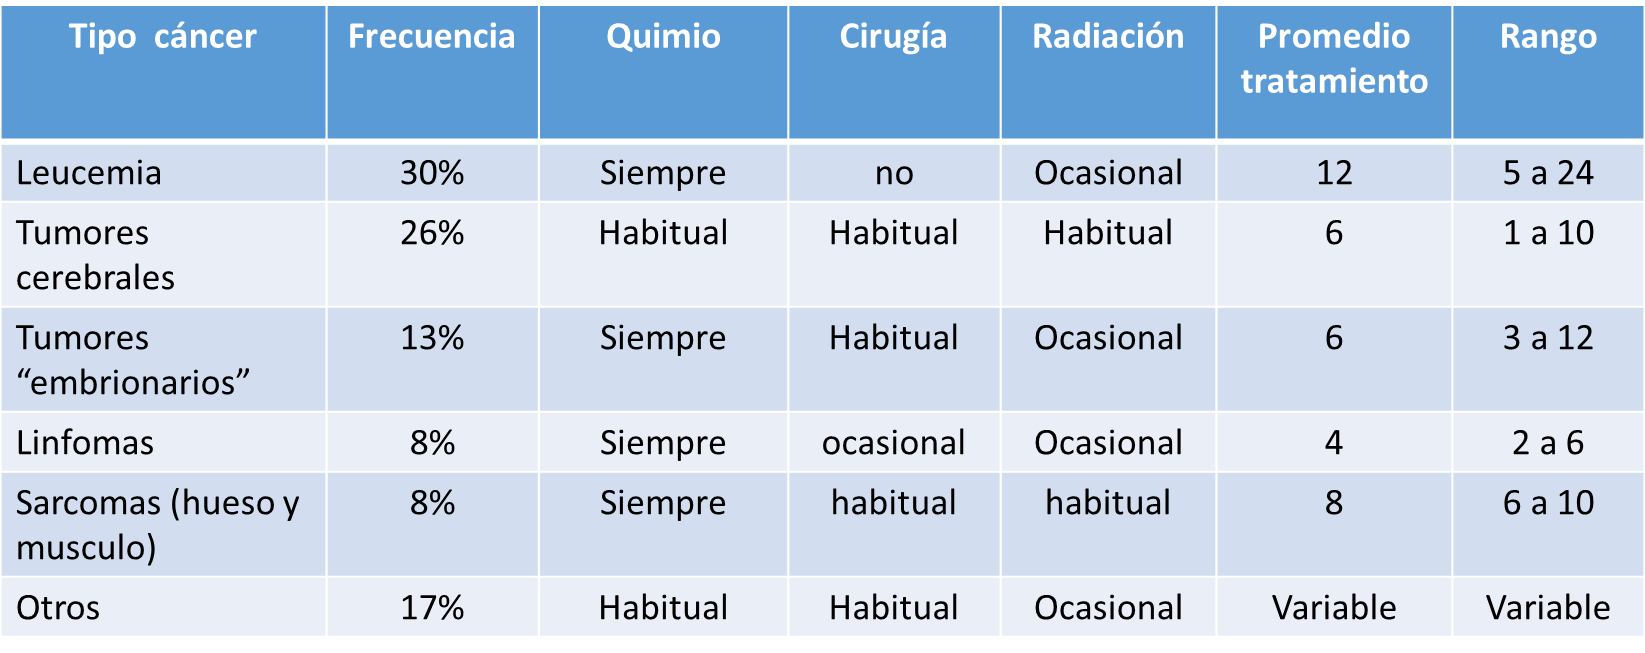 Tipo cáncer Frecuencia Quimio Cirugía Radiación Promedio Rango
tratamiento
Leucemia 30% Siempre no Ocasional 12 5 a 24
Tumores 26% Habitual Habitual Habitual 6 1 a 10
cerebrales
Tumores 13% Siempre Habitual Ocasional 6 3 a 12
“embrionarios”
Linfomas 8% Siempre ocasional Ocasional 4 2 a 6
Sarcomas (hueso y 8% Siempre habitual habitual 8 6 a 10
musculo)
Otros 17% Habitual Habitual Ocasional Variable Variable